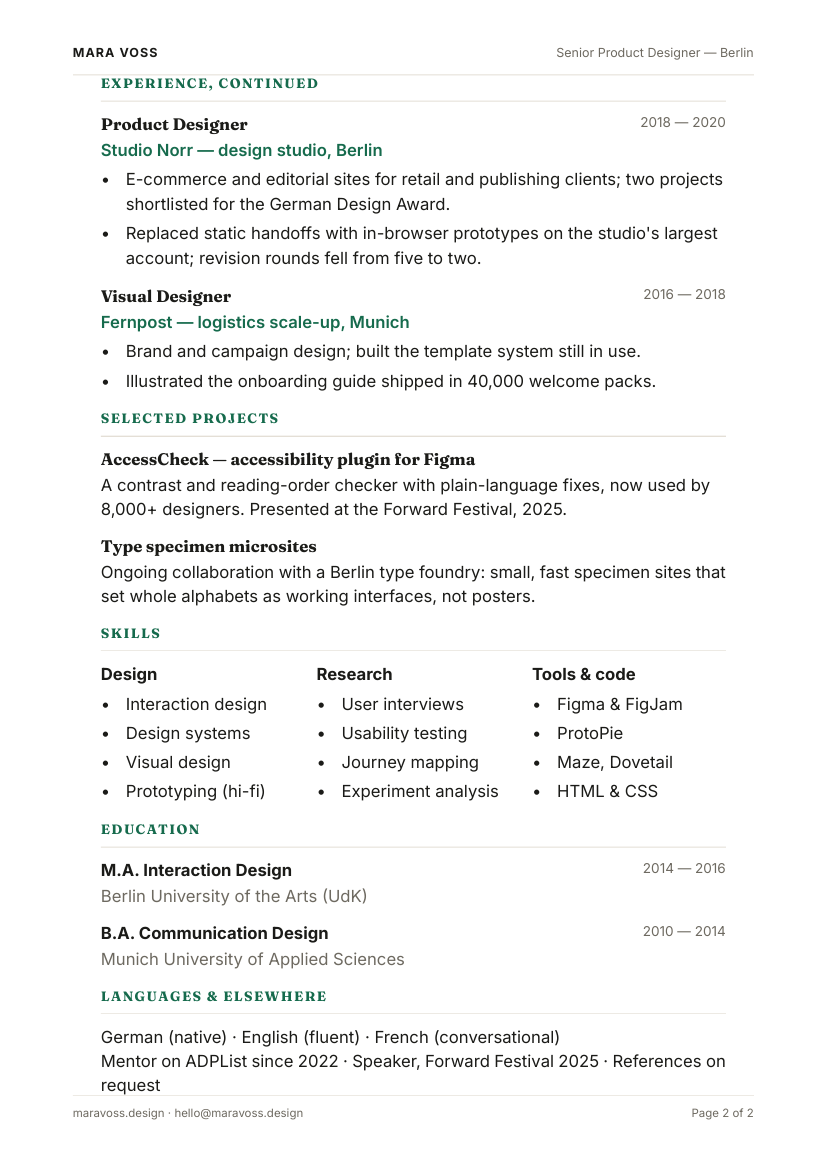 MARA VOSS
Senior Product Designer — Berlin
EXPERIENCE, CONTINUED
Product Designer
2018 — 2020
Studio Norr — design studio, Berlin
• E-commerce and editorial sites for retail and publishing clients; two projects
shortlisted for the German Design Award.
• Replaced static handoffs with in-browser prototypes on the studio's largest
account; revision rounds fell from five to two.
Visual Designer
2016 — 2018
Fernpost — logistics scale-up, Munich
• Brand and campaign design; built the template system still in use.
• Illustrated the onboarding guide shipped in 40,000 welcome packs.
SELECTED PROJECTS
AccessCheck — accessibility plugin for Figma
A contrast and reading-order checker with plain-language fixes, now used by
8,000+ designers. Presented at the Forward Festival, 2025.
Type specimen microsites
Ongoing collaboration with a Berlin type foundry: small, fast specimen sites that
set whole alphabets as working interfaces, not posters.
SKILLS
Design
• Interaction design
• Design systems
• Visual design
• Prototyping (hi-fi)
Research
• User interviews
• Usability testing
• Journey mapping
• Experiment analysis
Tools & code
• Figma & FigJam
• ProtoPie
• Maze, Dovetail
• HTML & CSS
EDUCATION
M.A. Interaction Design
2014 — 2016
Berlin University of the Arts (UdK)
B.A. Communication Design
2010 — 2014
Munich University of Applied Sciences
LANGUAGES & ELSEWHERE
German (native) · English (fluent) · French (conversational)
Mentor on ADPList since 2022 · Speaker, Forward Festival 2025 · References on
request
maravoss.design · hello@maravoss.design
Page 2 of 2